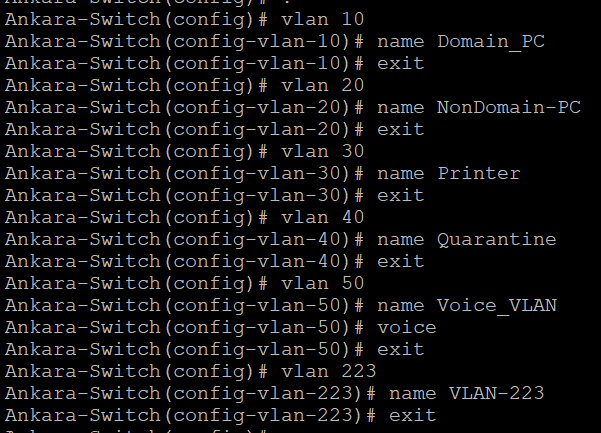 Ankara-Switch(config)# !
Ankara-Switch(config)# vlan 10
Ankara-Switch(config-vlan-10)# name Domain_PC
Ankara-Switch(config-vlan-10)# exit
Ankara-Switch(config)# vlan 20
Ankara-Switch(config-vlan-20)# name NonDomain-PC
Ankara-Switch(config-vlan-20)# exit
Ankara-Switch(config)# vlan 30
Ankara-Switch(config-vlan-30)# name Printer
Ankara-Switch(config-vlan-30)# exit
Ankara-Switch(config)# vlan 40
Ankara-Switch(config-vlan-40)# name Quarantine
Ankara-Switch(config-vlan-40)# exit
Ankara-Switch(config)# vlan 50
Ankara-Switch(config-vlan-50)# name Voice_VLAN
Ankara-Switch(config-vlan-50)# voice
Ankara-Switch(config-vlan-50)# exit
Ankara-Switch(config)# vlan 223
Ankara-Switch(config-vlan-223)# name VLAN-223
Ankara-Switch(config-vlan-223)# exit
Ankara-Switch(config)#